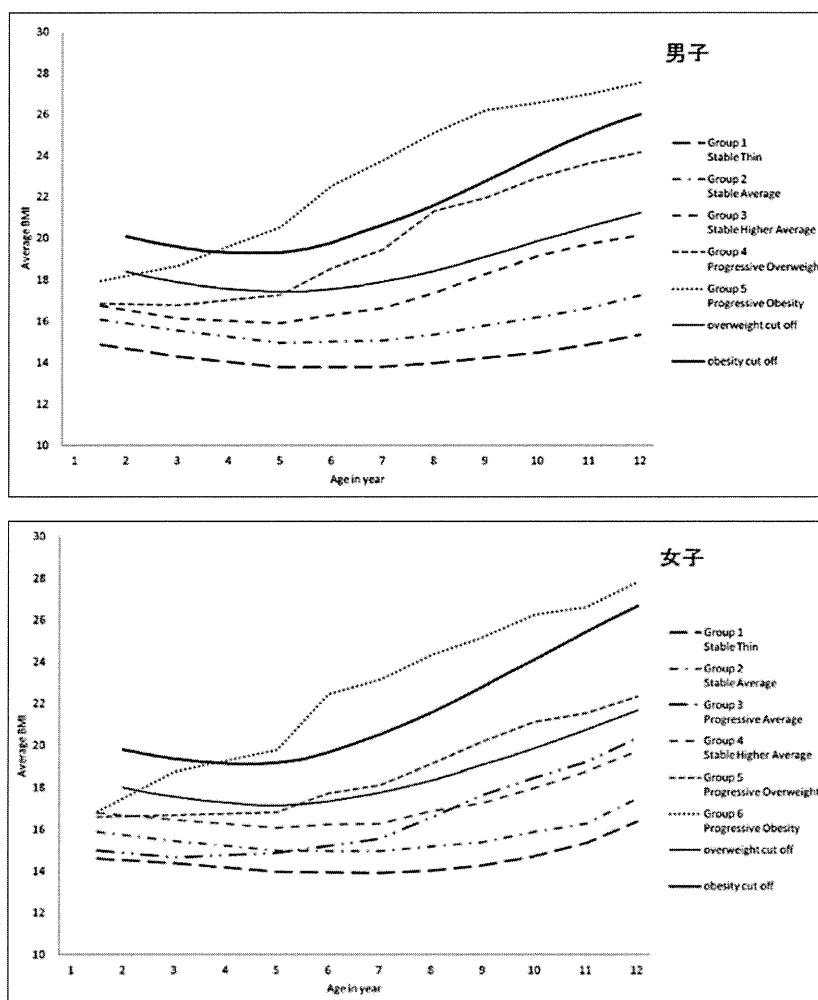 男子
30
28
26
24
22
20
18
16
14
12
10
Average BMI
1 2 3 4 5 6 7 8 9 10 11 12
Age in year
Group 1
Stable Thin
Group 2
Stable Average
Group 3
Stable Higher Average
Group 4
Progressive Overweight
Group 5
Progressive Obesity
overweight cut off
obesity cut off
女子
30
28
26
24
22
20
18
16
14
12
10
Average BMI
1 2 3 4 5 6 7 8 9 10 11 12
Age in year
Group 1
Stable Thin
Group 2
Stable Average
Group 3
Progressive Average
Group 4
Stable Higher Average
Group 5
Progressive Overweight
Group 6
Progressive Obesity
overweight cut off
obesity cut off